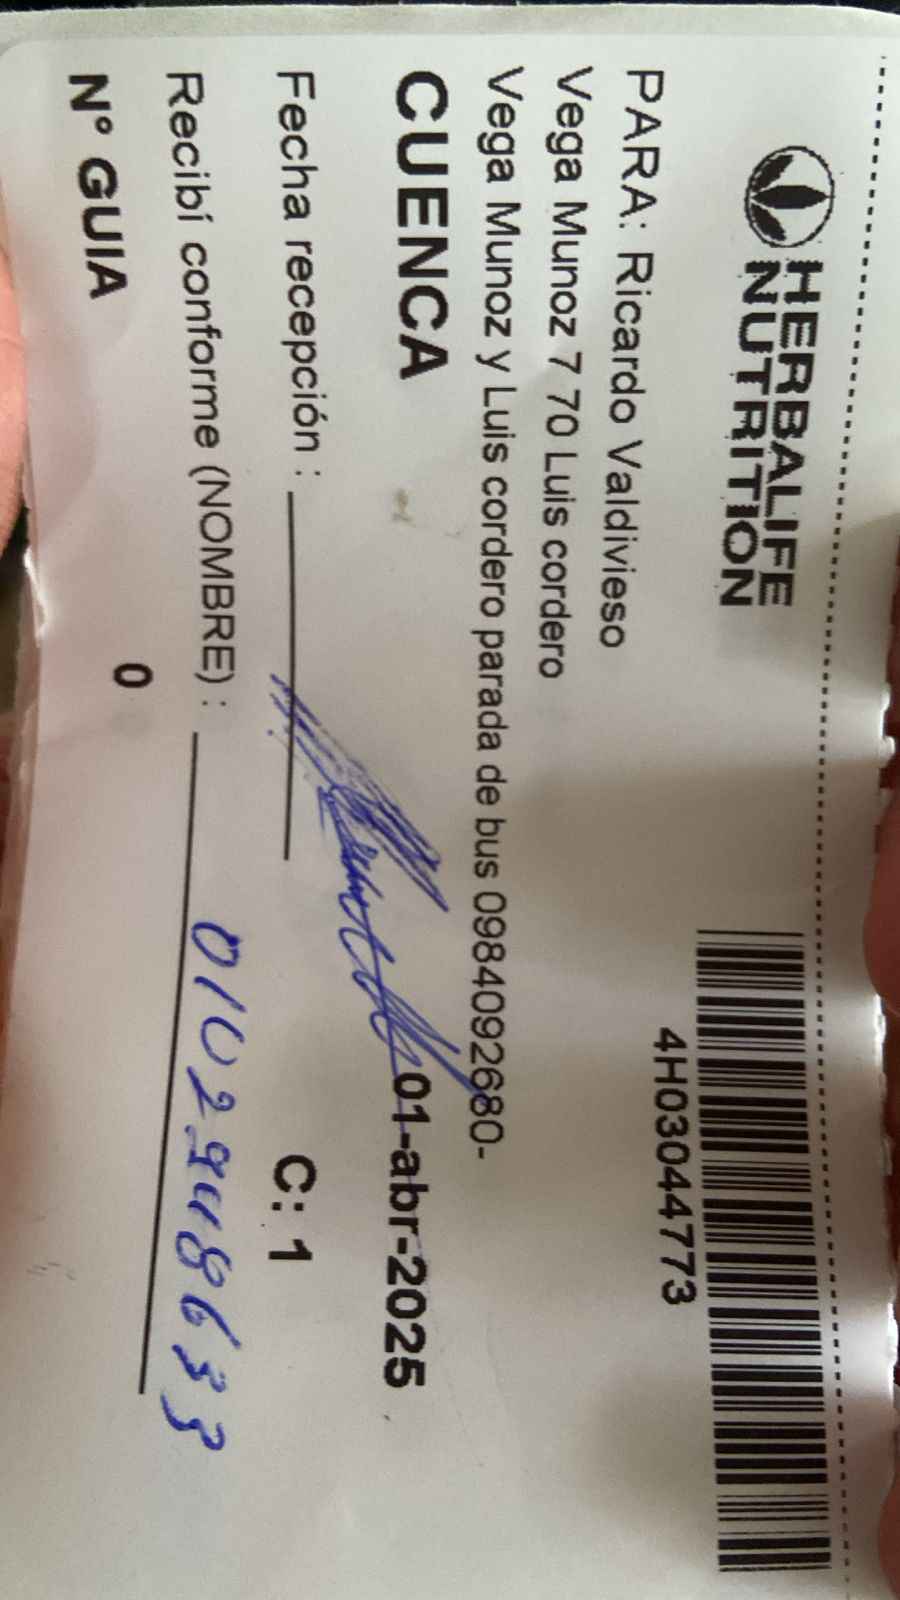 HERBALIFE
NUTRITION
4H03044773
PARA: Ricardo Valdivieso
Vega Munoz 7 70 Luis cordero
Vega Munoz y Luis cordero parada de bus 0984092680-
CUENCA
01-abr-2025
Fecha recepción :
C: 1
Recibí conforme (NOMBRE) :
Nº GUIA
0